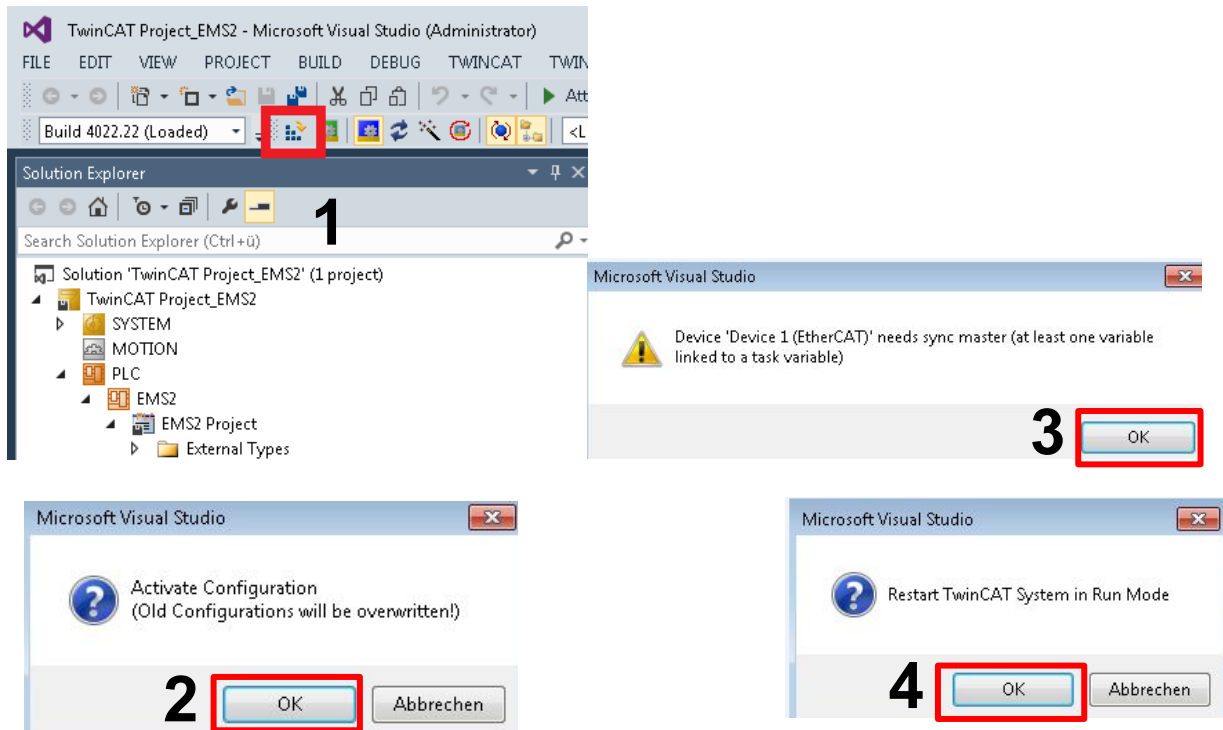 TwinCAT Project_EMS2 - Microsoft Visual Studio (Administrator)
FILE EDIT VIEW PROJECT BUILD DEBUG TWINCAT TWIN
Att
Build 4022.22 (Loaded) <L
Solution Explorer
1
Search Solution Explorer (Ctrl+ü)
Solution 'TwinCAT Project_EMS2' (1 project)
TwinCAT Project_EMS2
SYSTEM
MOTION
PLC
EMS2
EMS2 Project
External Types
Microsoft Visual Studio
Device 'Device 1 (EtherCAT)' needs sync master (at least one variable
linked to a task variable)
3 OK
Microsoft Visual Studio
Activate Configuration
(Old Configurations will be overwritten!)
2 OK Abbrechen
Microsoft Visual Studio
Restart TwinCAT System in Run Mode
4 OK Abbrechen